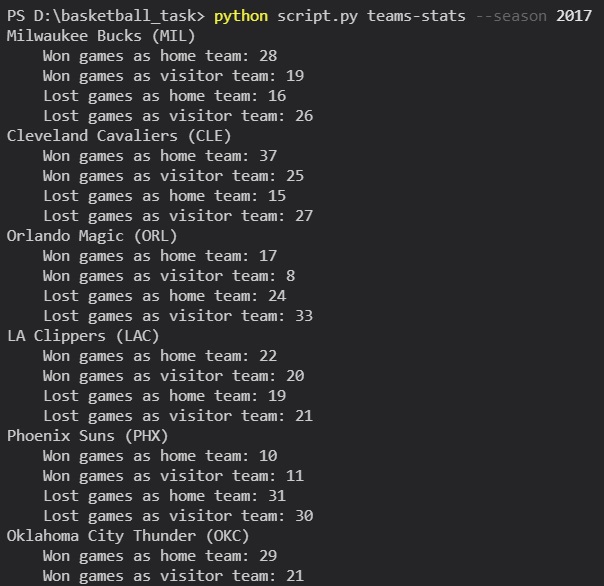 PS D:\basketball_task> python script.py teams-stats --season 2017
Milwaukee Bucks (MIL)
    Won games as home team: 28
    Won games as visitor team: 19
    Lost games as home team: 16
    Lost games as visitor team: 26
Cleveland Cavaliers (CLE)
    Won games as home team: 37
    Won games as visitor team: 25
    Lost games as home team: 15
    Lost games as visitor team: 27
Orlando Magic (ORL)
    Won games as home team: 17
    Won games as visitor team: 8
    Lost games as home team: 24
    Lost games as visitor team: 33
LA Clippers (LAC)
    Won games as home team: 22
    Won games as visitor team: 20
    Lost games as home team: 19
    Lost games as visitor team: 21
Phoenix Suns (PHX)
    Won games as home team: 10
    Won games as visitor team: 11
    Lost games as home team: 31
    Lost games as visitor team: 30
Oklahoma City Thunder (OKC)
    Won games as home team: 29
    Won games as visitor team: 21